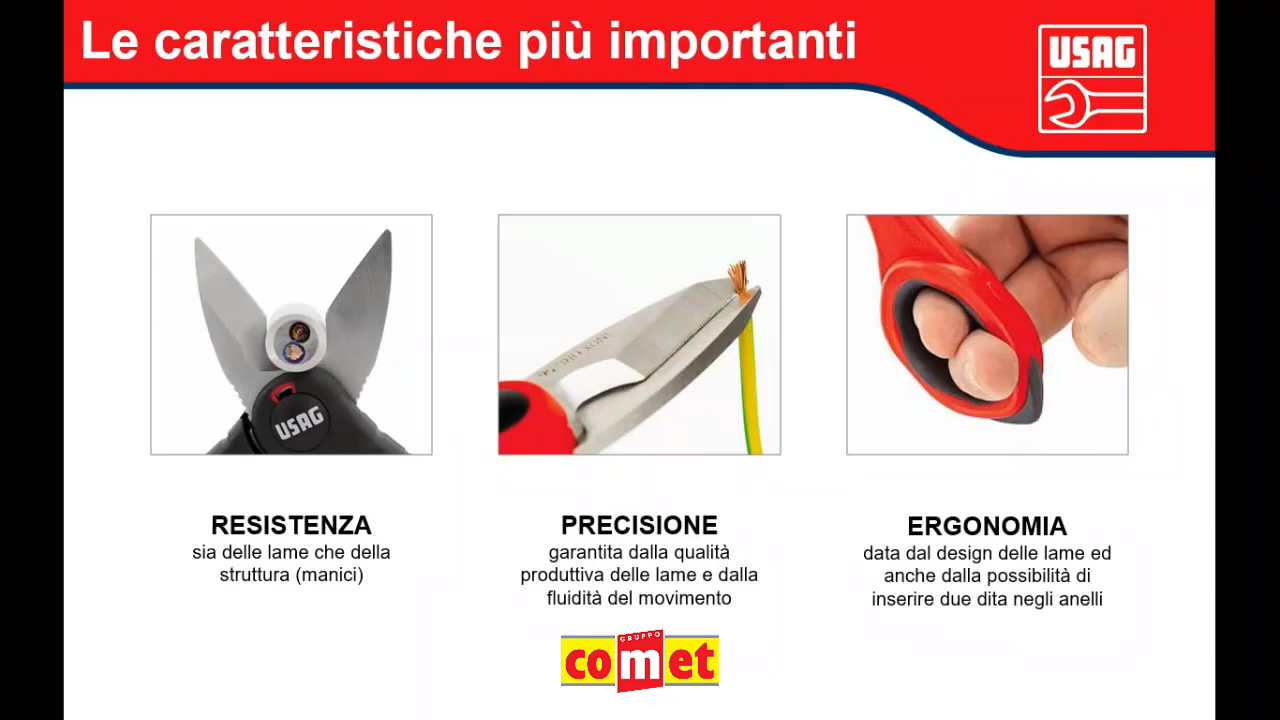 Le caratteristiche più importanti
USAG
USAG
RESISTENZA
sia delle lame che della
struttura (manici)
PRECISIONE
garantita dalla qualità
produttiva delle lame e dalla
fluidità del movimento
ERGONOMIA
data dal design delle lame ed
anche dalla possibilità di
inserire due dita negli anelli
GRUPPO
comet